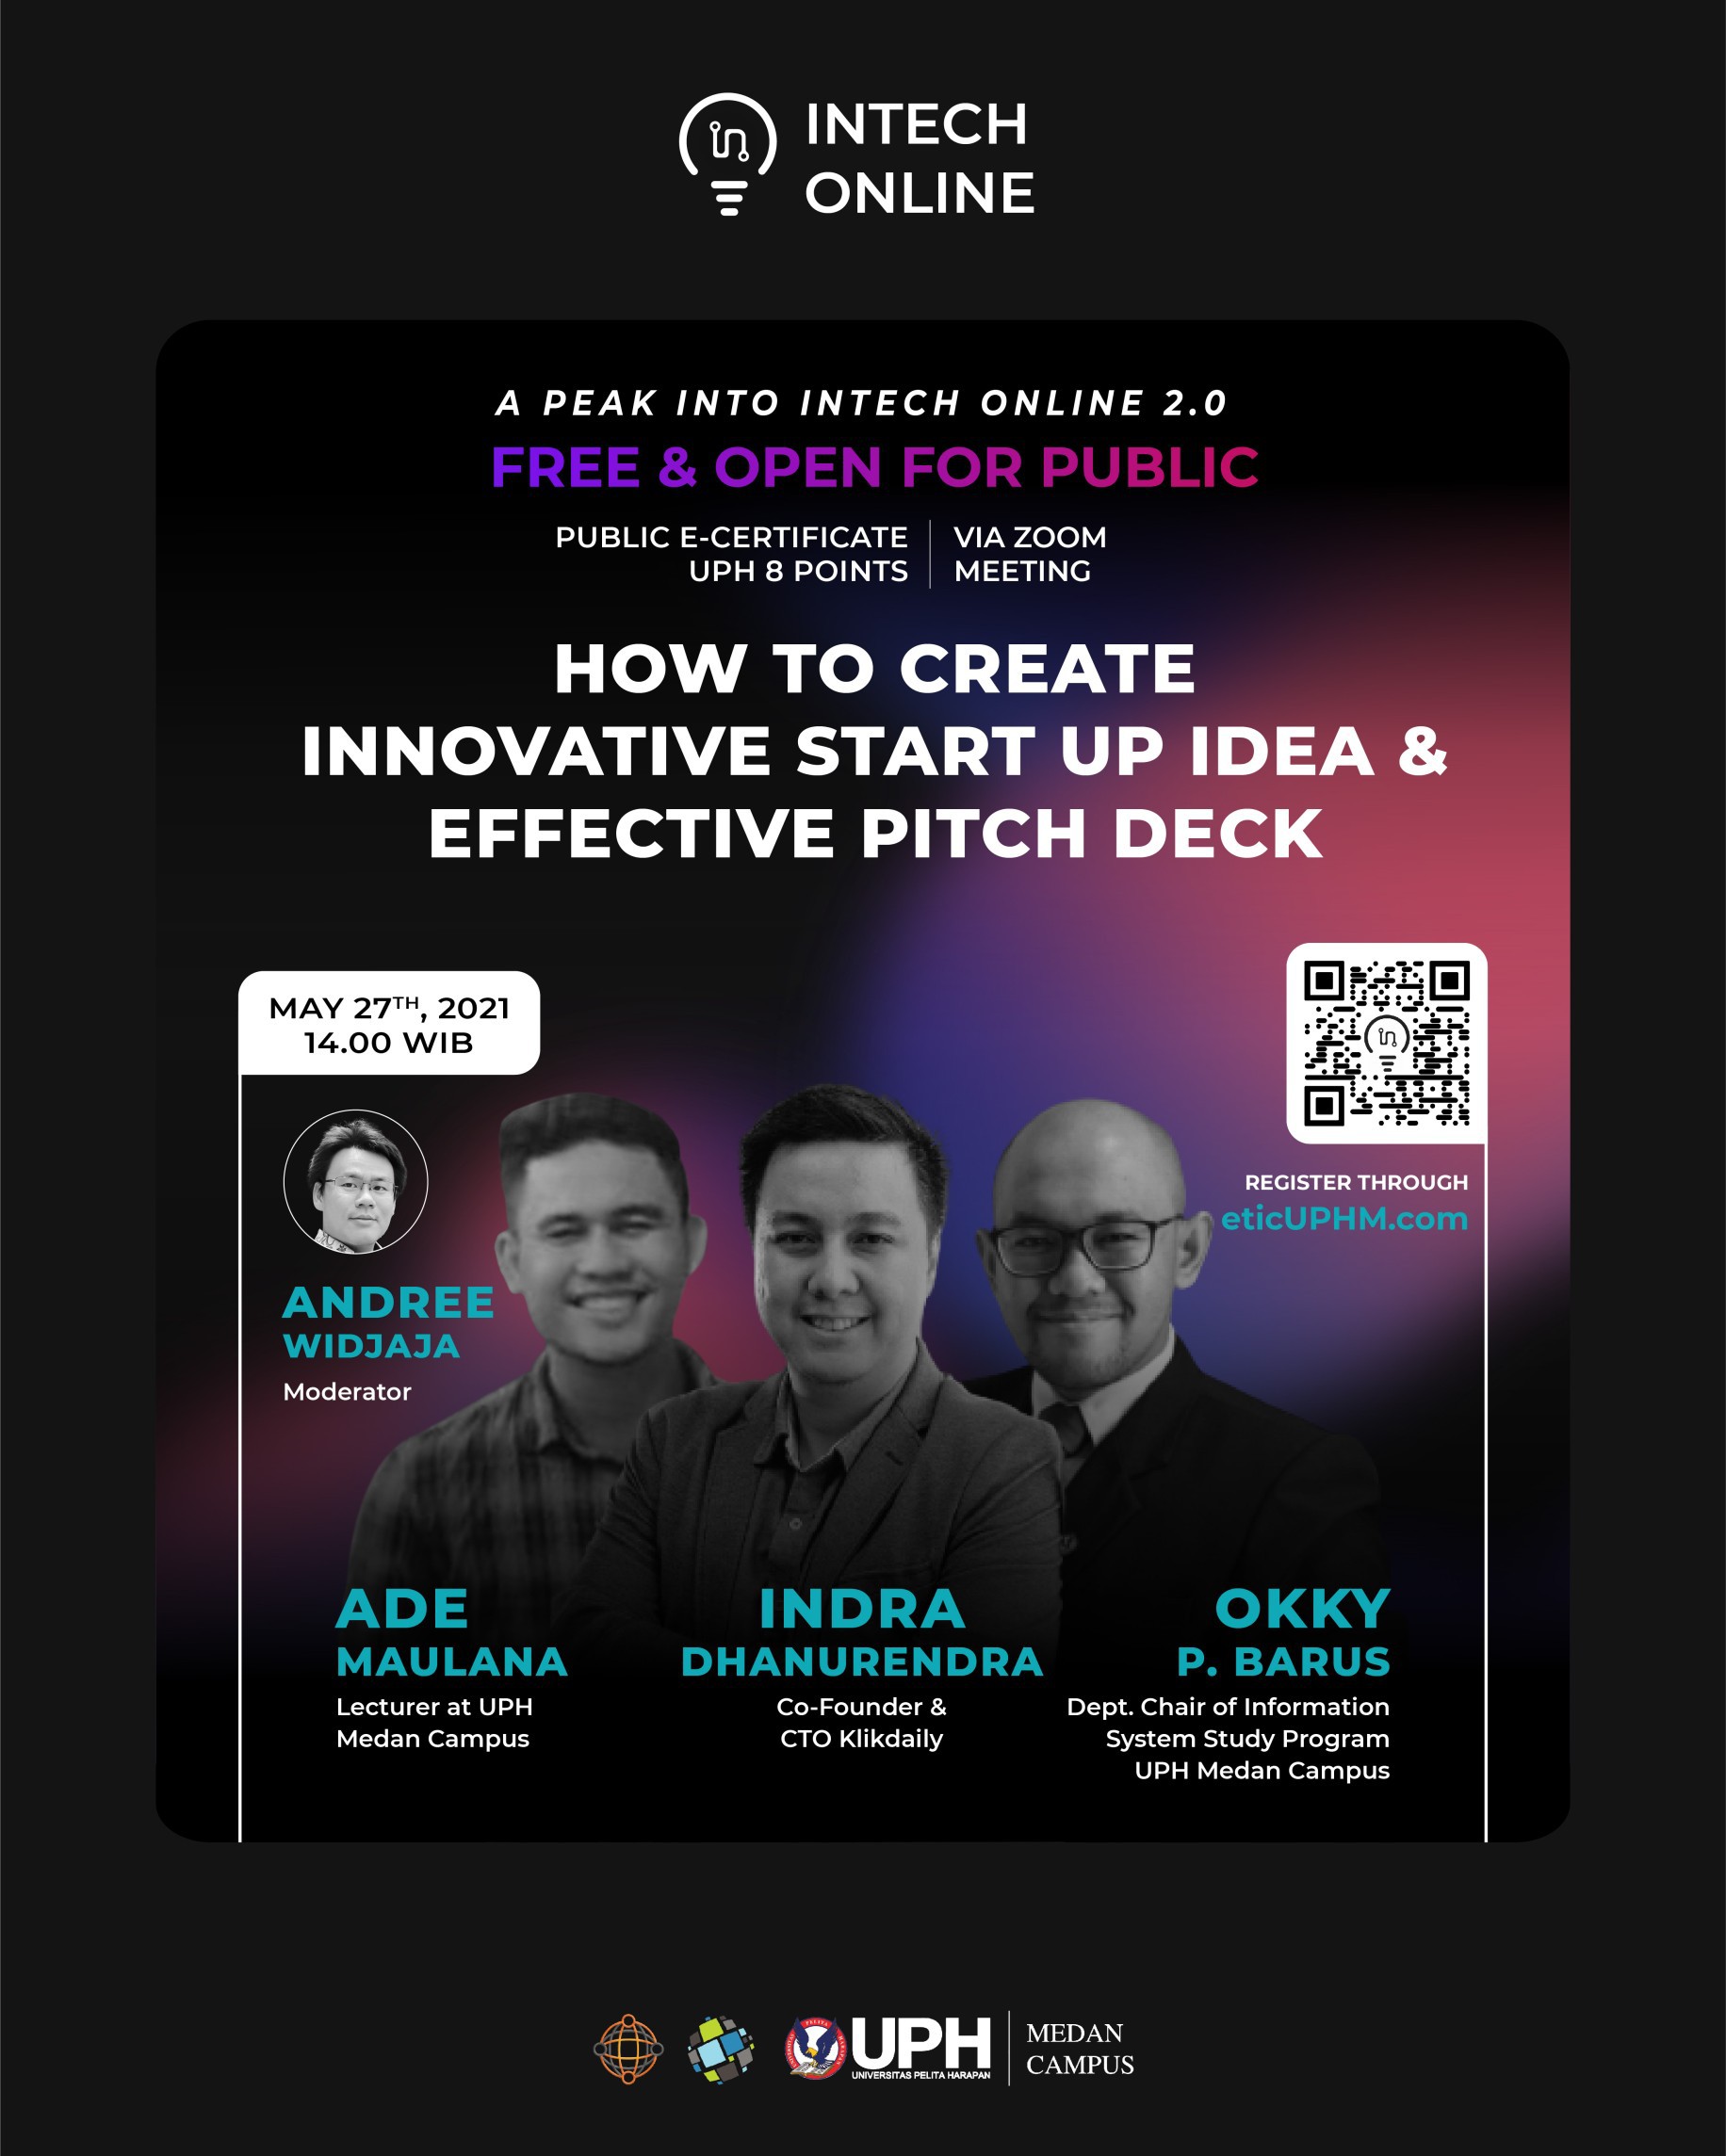 in
INTECH
ONLINE
A PEAK INTO INTECH ONLINE 2.0
FREE & OPEN FOR PUBLIC
PUBLIC E-CERTIFICATE
UPH 8 POINTS
VIA ZOOM
MEETING
HOW TO CREATE
INNOVATIVE START UP IDEA &
EFFECTIVE PITCH DECK
MAY 27TH, 2021
14.00 WIB
in
REGISTER THROUGH
eticUPHM.com
ANDREE
WIDJAJA
Moderator
ADE
MAULANA
Lecturer at UPH
Medan Campus
INDRA
DHANURENDRA
Co-Founder &
CTO Klikdaily
OKKY
P. BARUS
Dept. Chair of Information
System Study Program
UPH Medan Campus
UPH
UNIVERSITAS PELITA HARAPAN
MEDAN
CAMPUS